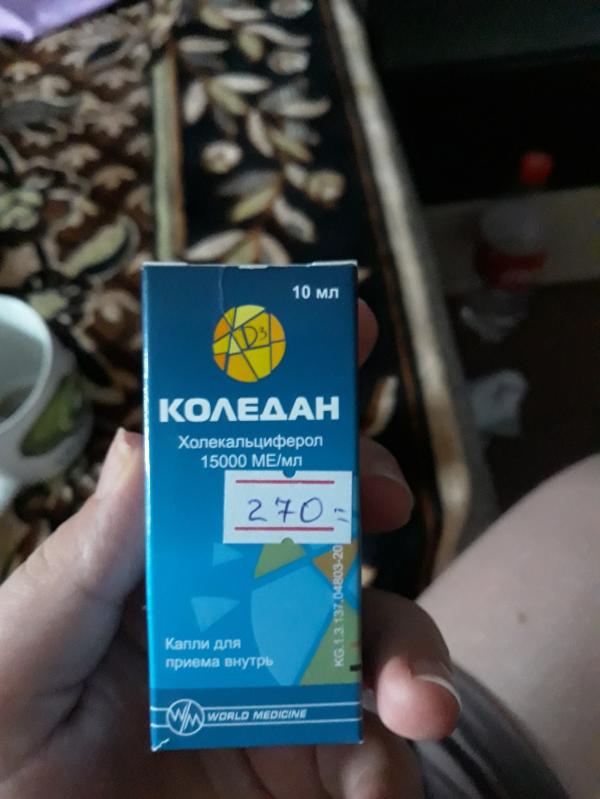 10 мл
D3
КОЛЕДАН
Холекальциферол
15000 МЕ/мл
270=
KG.1.3.137.04803-20
Капли для
приема внутрь
WM WORLD MEDICINE